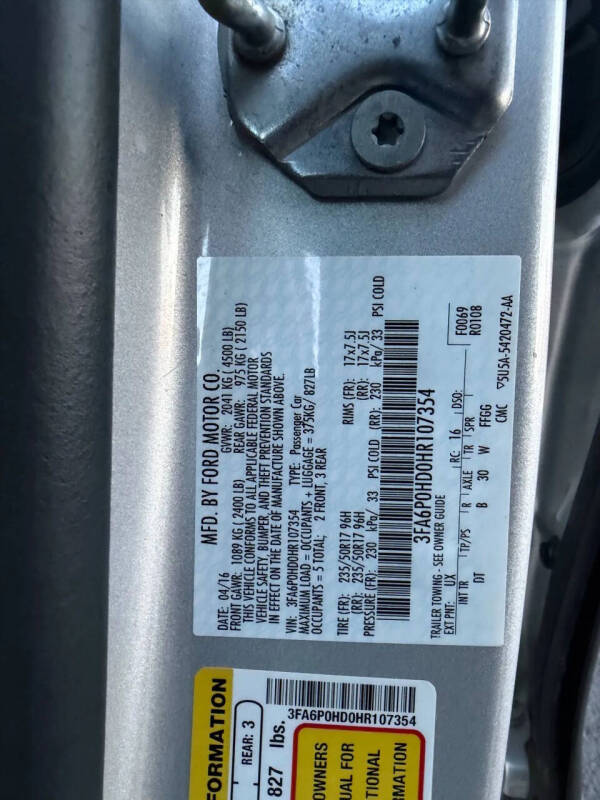 MFD. BY FORD MOTOR CO.
DATE: 04/16 GVWR: 2041 KG ( 4500 LB)
FRONT GAWR: 1089 KG ( 2400 LB) REAR GAWR: 975 KG ( 2150 LB)
THIS VEHICLE CONFORMS TO ALL APPLICABLE FEDERAL MOTOR
VEHICLE SAFETY, BUMPER, AND THEFT PREVENTION STANDARDS
IN EFFECT ON THE DATE OF MANUFACTURE SHOWN ABOVE.
VIN: 3FA6P0HD0HR107354 TYPE: Passenger Car
MAXIMUM LOAD = OCCUPANTS + LUGGAGE = 375KG/ 827LB
OCCUPANTS = 5 TOTAL; 2 FRONT, 3 REAR
TIRE (FR): 235/50R17 96H RIMS (FR): 17x7.5J
(RR): 235/50R17 96H (RR): 17x7.5J
PRESSURE (FR): 230 kPa/ 33 PSI COLD (RR): 230 kPa/ 33 PSI COLD
3FA6P0HD0HR107354
TRAILER TOWING - SEE OWNER GUIDE F0D69
EXT PNT: UX RC: 16 DSO: R0108
INT TR TP/PS R AXLE TR SPR
DT B 30 W FFGG
CMC 5U5A-5420472-AA
FORMATION
REAR: 3
827 lbs.
3FA6P0HD0HR107354
OWNERS
UAL FOR
TIONAL
RMATION